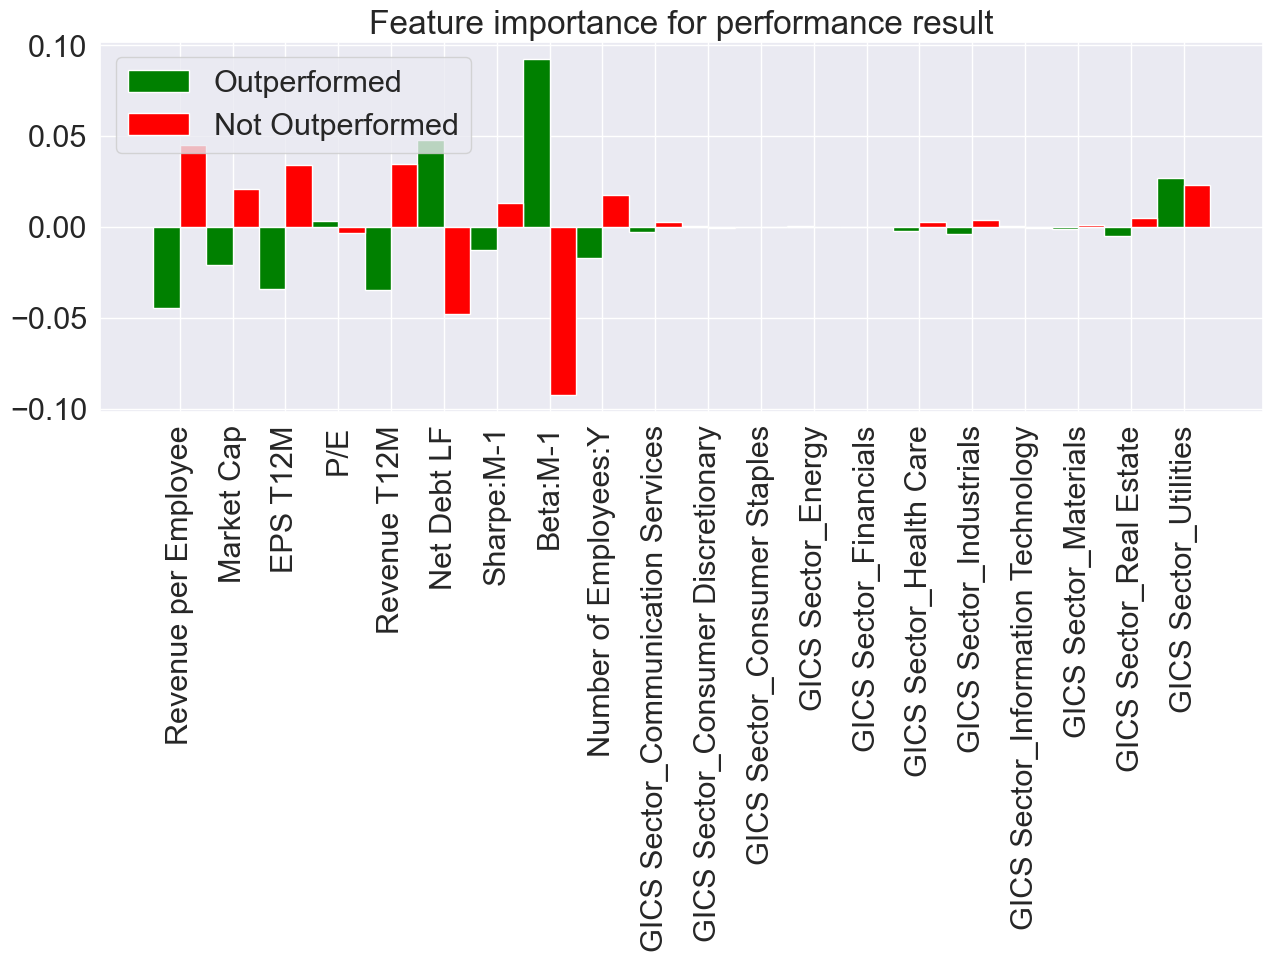 Feature importance for performance result
0.10
0.05
0.00
−0.05
−0.10
Outperformed
Not Outperformed
Revenue per Employee
Market Cap
EPS T12M
P/E
Revenue T12M
Net Debt LF
Sharpe:M-1
Beta:M-1
Number of Employees:Y
GICS Sector_Communication Services
GICS Sector_Consumer Discretionary
GICS Sector_Consumer Staples
GICS Sector_Energy
GICS Sector_Financials
GICS Sector_Health Care
GICS Sector_Industrials
GICS Sector_Information Technology
GICS Sector_Materials
GICS Sector_Real Estate
GICS Sector_Utilities